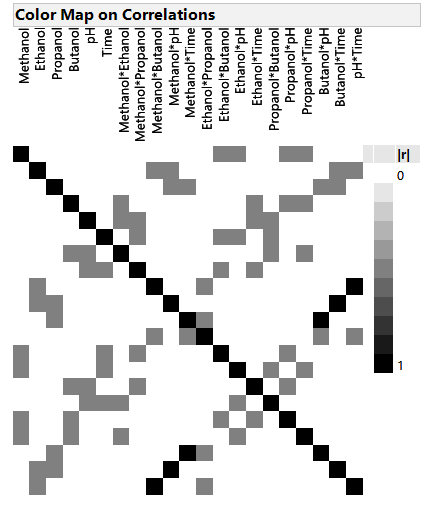 Color Map on Correlations
Methanol
Ethanol
Propanol
Butanol
pH
Time
Methanol*Ethanol
Methanol*Propanol
Methanol*Butanol
Methanol*pH
Methanol*Time
Ethanol*Propanol
Ethanol*Butanol
Ethanol*pH
Ethanol*Time
Propanol*Butanol
Propanol*pH
Propanol*Time
Butanol*pH
Butanol*Time
pH*Time
|r|
0
1